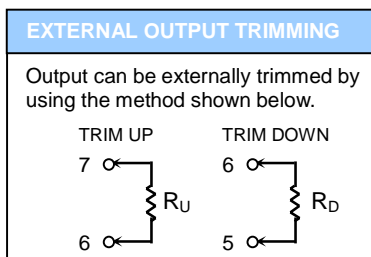 EXTERNAL OUTPUT TRIMMING
Output can be externally trimmed by
using the method shown below.
TRIM UP TRIM DOWN
7 6
RU RD
6 5